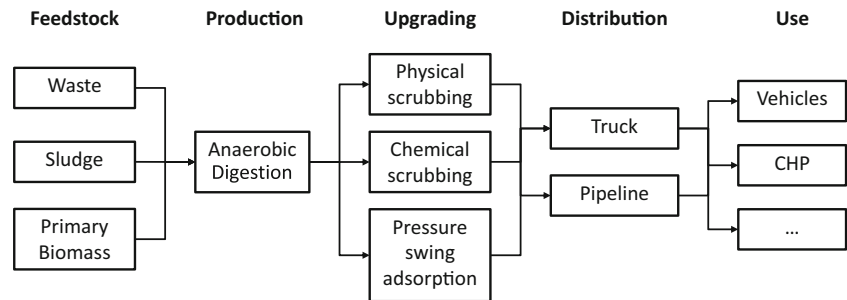 Feedstock
Production
Upgrading
Distribution
Use
Waste
Sludge
Primary
Biomass
Anaerobic
Digestion
Physical
scrubbing
Chemical
scrubbing
Pressure
swing
adsorption
Truck
Pipeline
Vehicles
CHP
...